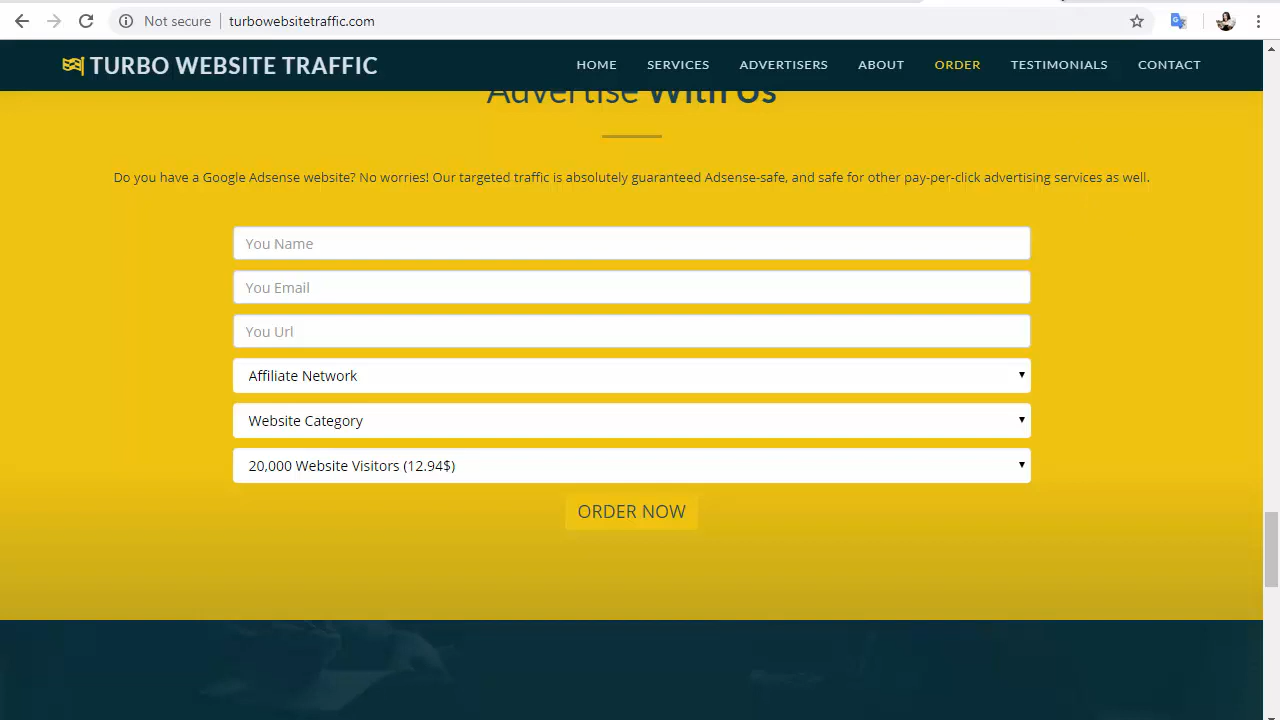 Not secure
turbowebsitetraffic.com
TURBO WEBSITE TRAFFIC
HOME
SERVICES
ADVERTISERS
ABOUT
ORDER
TESTIMONIALS
CONTACT
Advertise With Us
Do you have a Google Adsense website? No worries! Our targeted traffic is absolutely guaranteed Adsense-safe, and safe for other pay-per-click advertising services as well.
You Name
You Email
You Url
Affiliate Network
Website Category
20,000 Website Visitors (12.94$)
ORDER NOW